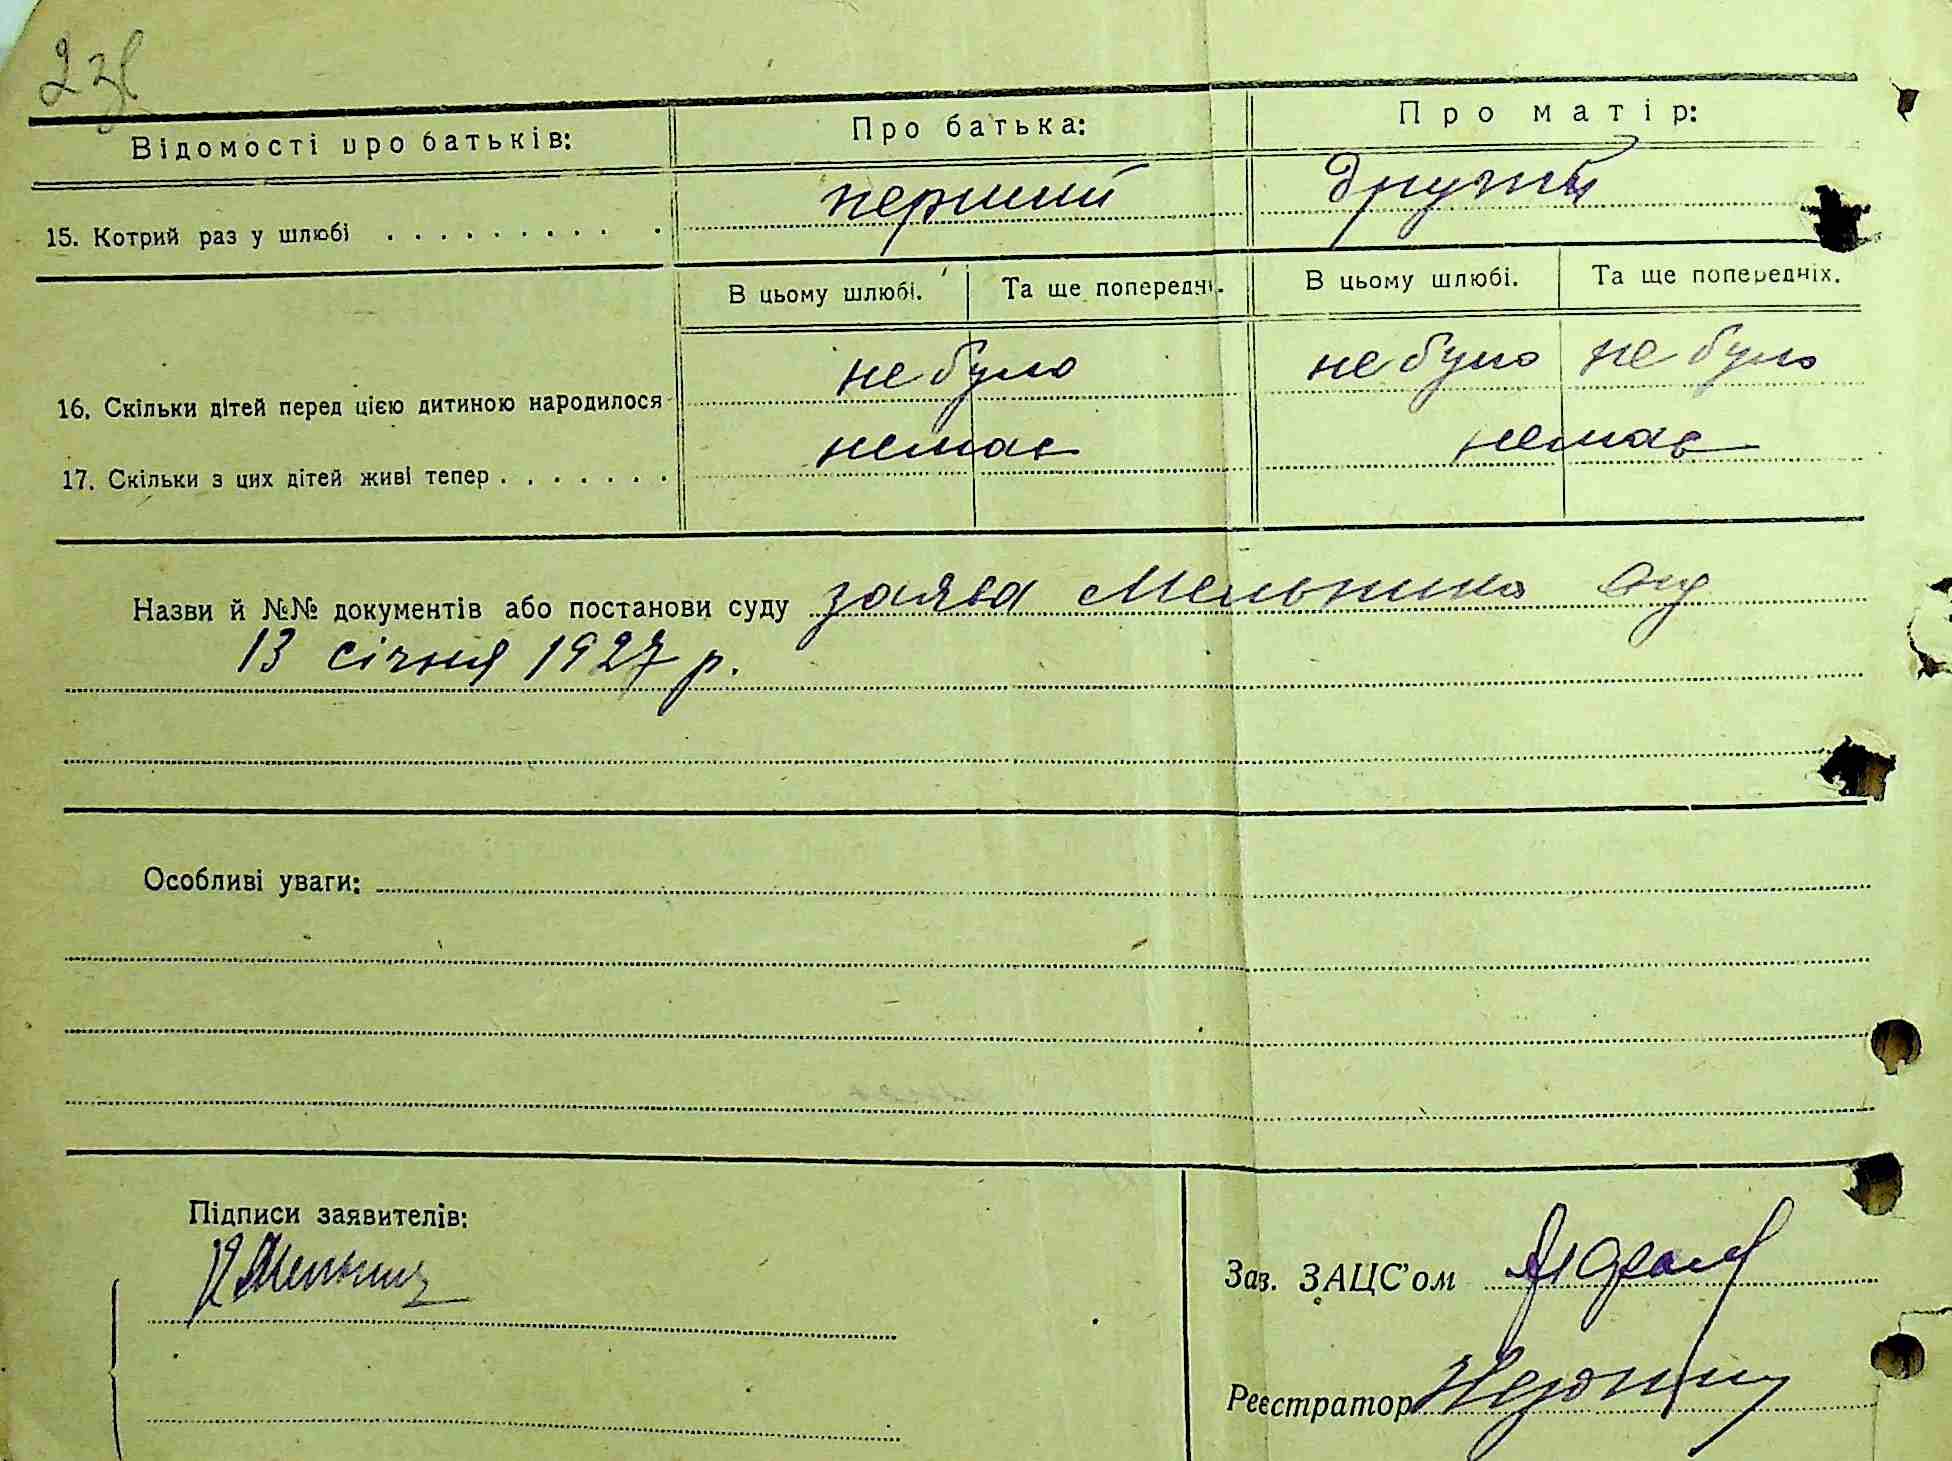 23
Відомості про батьків: Про батька: Про матір:
15. Котрий раз у шлюбі . . . . . . . . . . перший другий
В цьому шлюбі. Та ще попередні. В цьому шлюбі. Та ще попередніх.
16. Скільки дітей перед цією дитиною народилося не було не було не було
17. Скільки з цих дітей живі тепер . . . . . . . немає немає
Назви й №№ документів або постанови суду заява Мельника від
13 січня 1927 р.
Особливі уваги:
Підписи заявителів:
Мельник
Зав. ЗАЦС'ом
Реєстратор